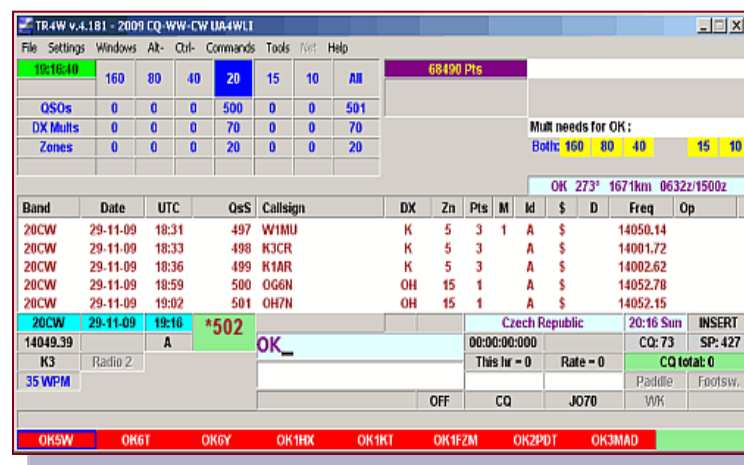 TR4W v.4.181 - 2009 CQ-WW-CW UA4WLI
File Settings Windows Alt- Ctrl- Commands Tools Net Help
19:16:40 160 80 40 20 15 10 All 68490 Pts
QSOs 0 0 0 500 0 0 501
DX Mults 0 0 0 70 0 0 70 Mult needs for OK :
Zones 0 0 0 20 0 0 20 Both: 160 80 40 15 10
OK 273° 1671km 0632z/1500z
Band Date UTC QsS Callsign DX Zn Pts M Id $ D Freq Op
20CW 29-11-09 18:31 497 W1MU K 5 3 1 A $ 14050.14
20CW 29-11-09 18:33 498 K3CR K 5 3 A $ 14001.72
20CW 29-11-09 18:36 499 K1AR K 5 3 A $ 14002.62
20CW 29-11-09 18:59 500 OG6N OH 15 1 A $ 14052.78
20CW 29-11-09 19:02 501 OH7N OH 15 1 A $ 14052.15
20CW 29-11-09 19:16 *502 Czech Republic 20:16 Sun INSERT
14049.39 A OK_ 00:00:00:000 CQ: 73 SP: 427
K3 Radio 2 This hr = 0 Rate = 0 CQ total: 0
35 WPM Paddle Footsw.
OFF CQ JO70 WK
OK5W OK6T OK6Y OK1HX OK1KT OK1FZM OK2PDT OK3MAD